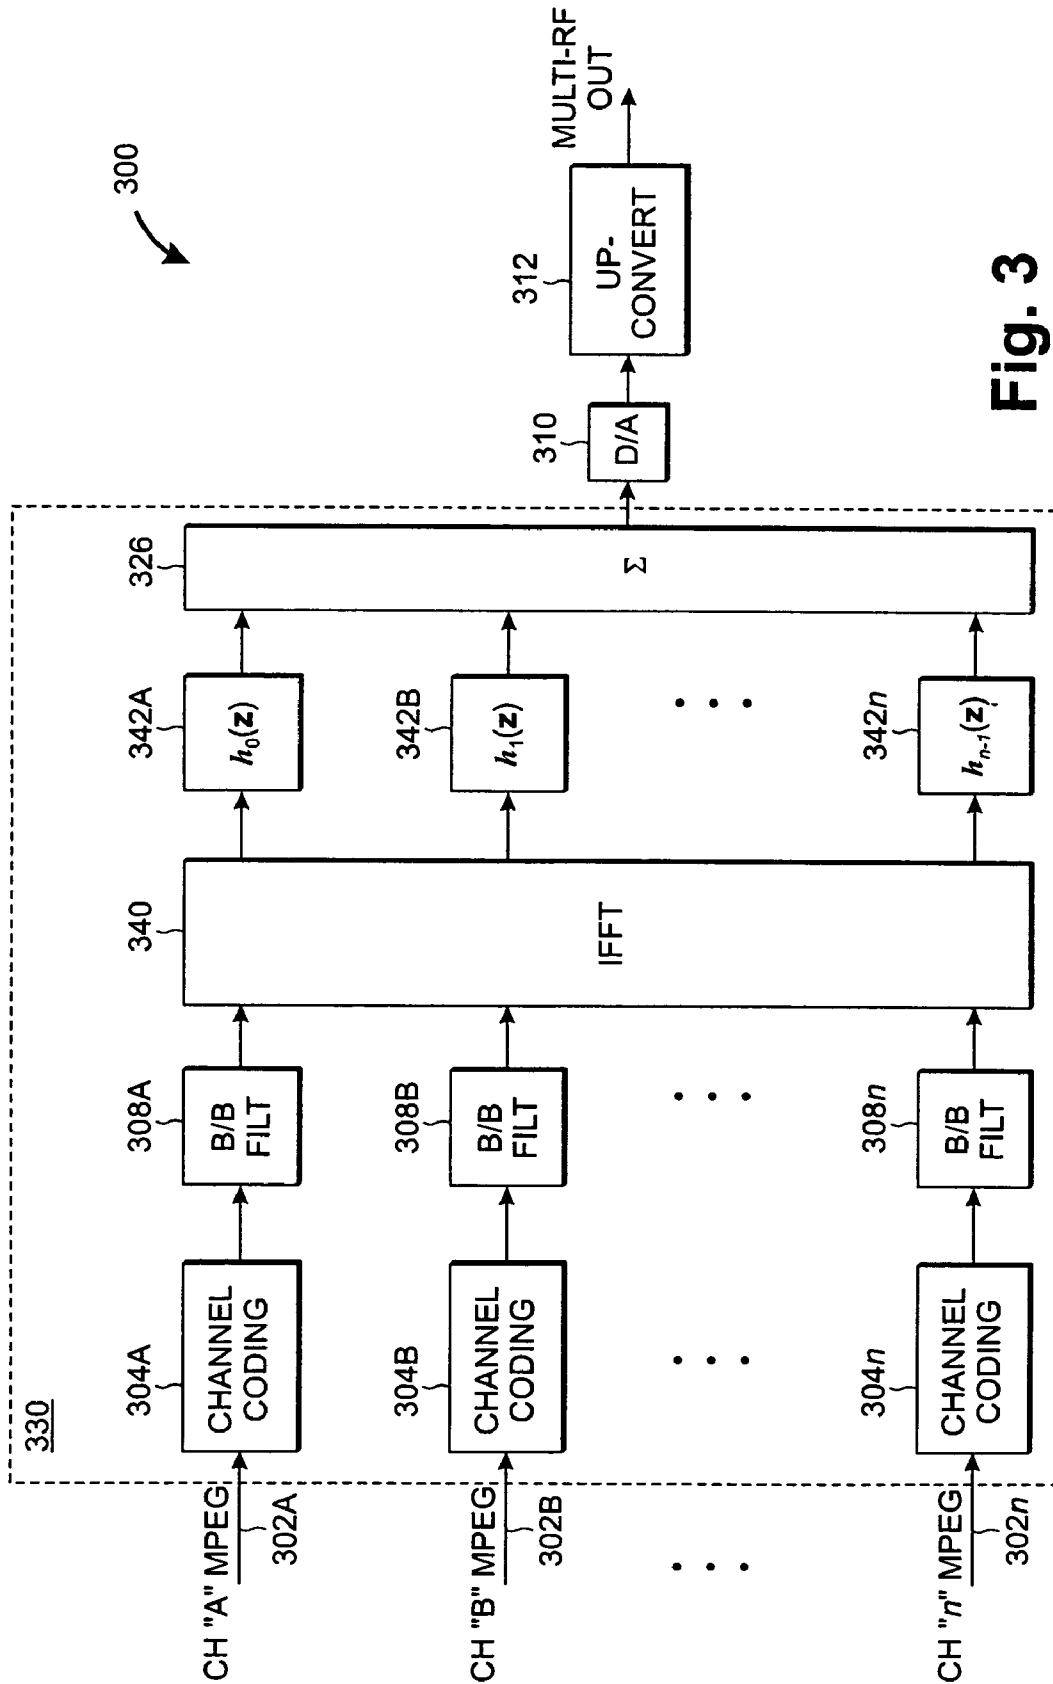 300
330
CH "A" MPEG
302A
304A
CHANNEL
CODING
308A
B/B
FILT
340
IFFT
342A
h0(z)
326
Σ
310
D/A
312
UP-
CONVERT
MULTI-RF
OUT
CH "B" MPEG
302B
304B
CHANNEL
CODING
308B
B/B
FILT
342B
h1(z)
CH "n" MPEG
302n
304n
CHANNEL
CODING
308n
B/B
FILT
342n
hn-1(z)
Fig. 3